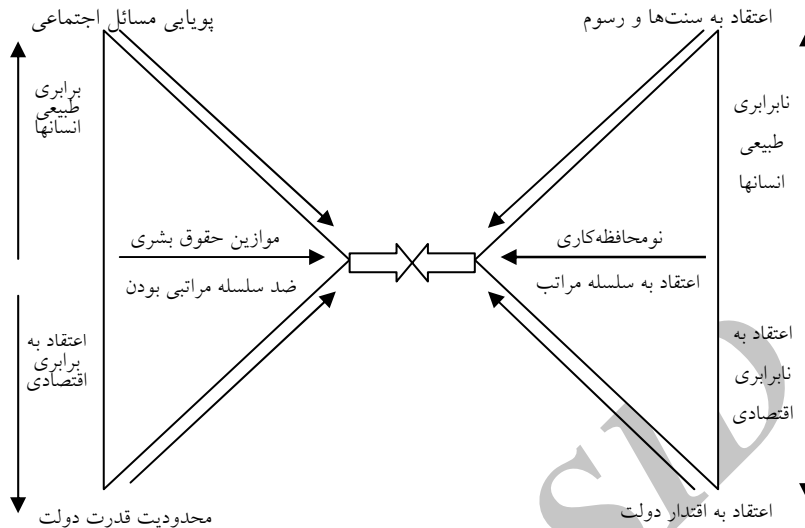 اعتقاد به سنت‌ها و رسوم
پویایی مسائل اجتماعی
نابرابری
طبیعی
انسانها
برابری
طبیعی
انسانها
نومحافظه‌کاری
اعتقاد به سلسله مراتب
موازین حقوق بشری
ضد سلسله مراتبی بودن
اعتقاد به
نابرابری
اقتصادی
اعتقاد به
برابری
اقتصادی
اعتقاد به اقتدار دولت
محدودیت قدرت دولت
SID